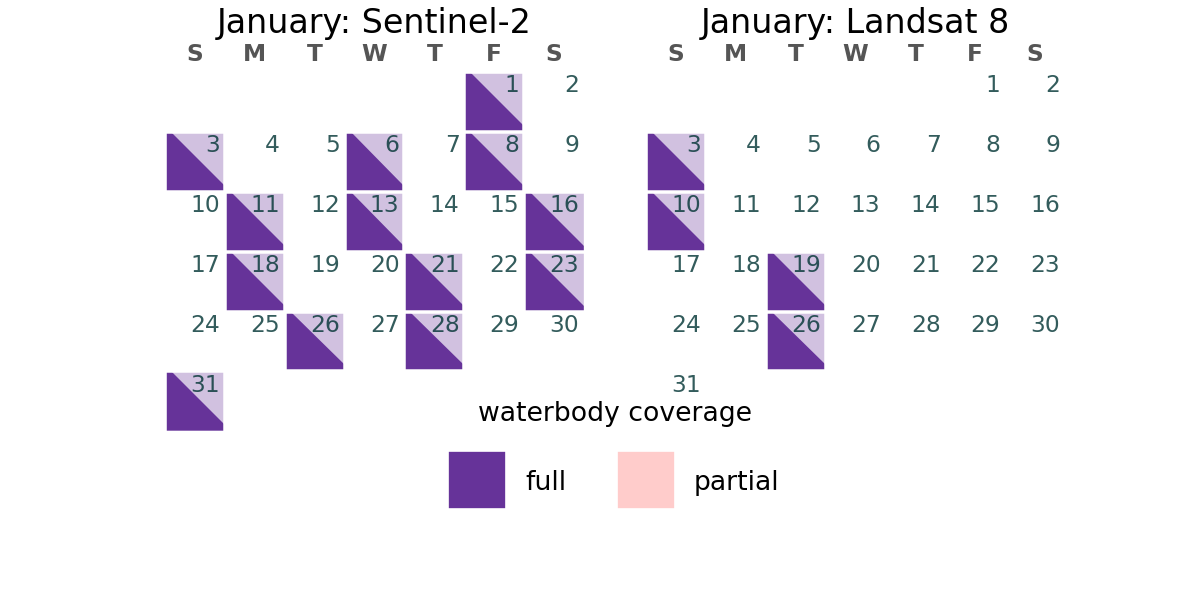 January: Sentinel-2
S M T W T F S
1 2
3 4 5 6 7 8 9
10 11 12 13 14 15 16
17 18 19 20 21 22 23
24 25 26 27 28 29 30
31
January: Landsat 8
S M T W T F S
1 2
3 4 5 6 7 8 9
10 11 12 13 14 15 16
17 18 19 20 21 22 23
24 25 26 27 28 29 30
31
waterbody coverage
full
partial